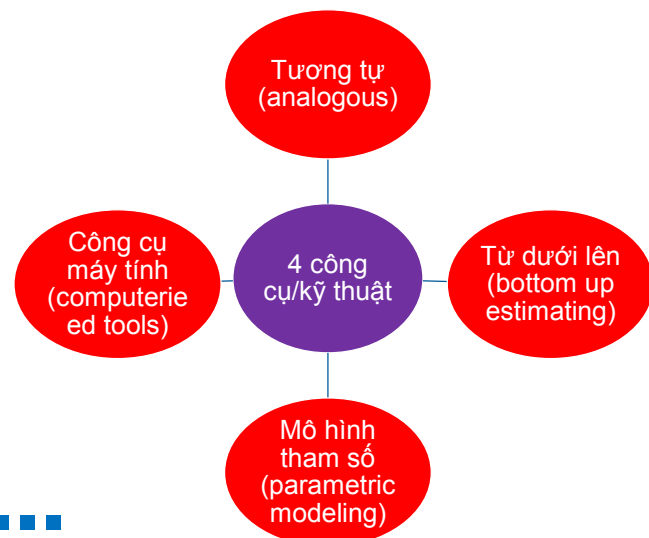 Tương tự
(analogous)
Công cụ
máy tính
(computerie
ed tools)
4 công
cụ/kỹ thuật
Từ dưới lên
(bottom up
estimating)
Mô hình
tham số
(parametric
modeling)